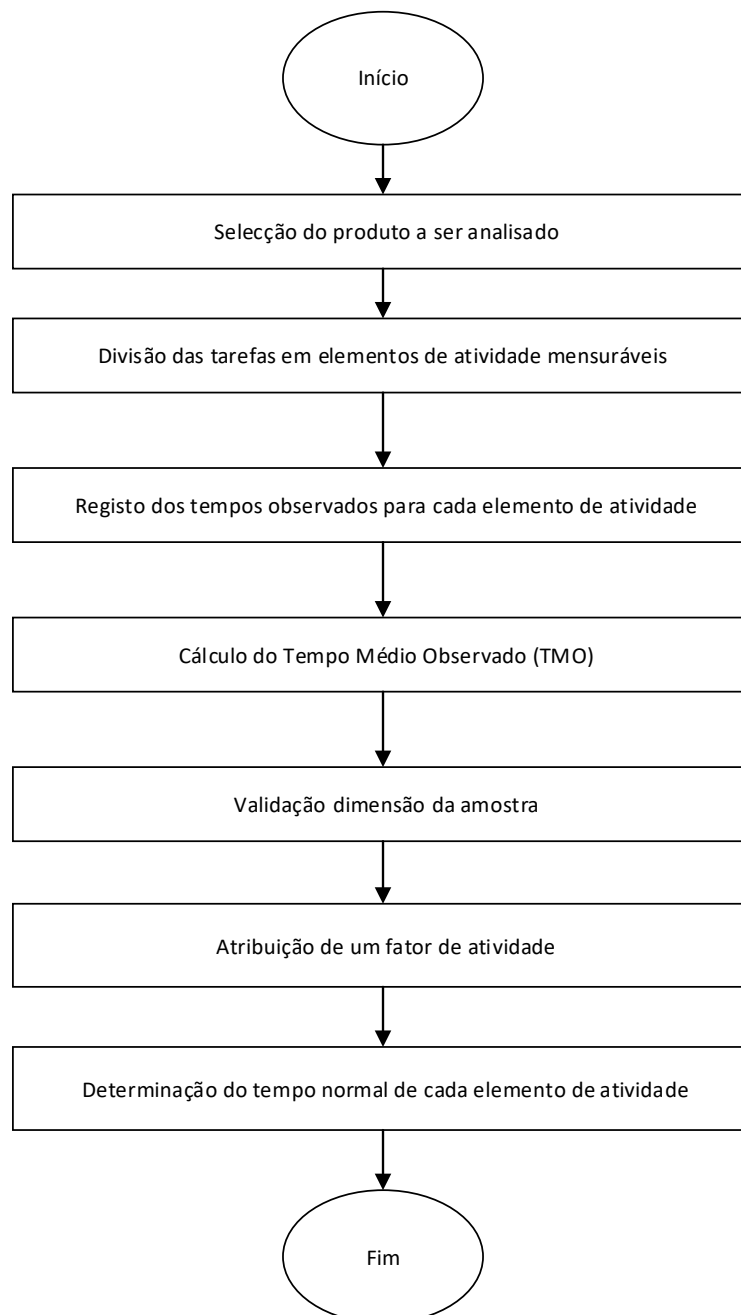 Início
Selecção do produto a ser analisado
Divisão das tarefas em elementos de atividade mensuráveis
Registo dos tempos observados para cada elemento de atividade
Cálculo do Tempo Médio Observado (TMO)
Validação dimensão da amostra
Atribuição de um fator de atividade
Determinação do tempo normal de cada elemento de atividade
Fim